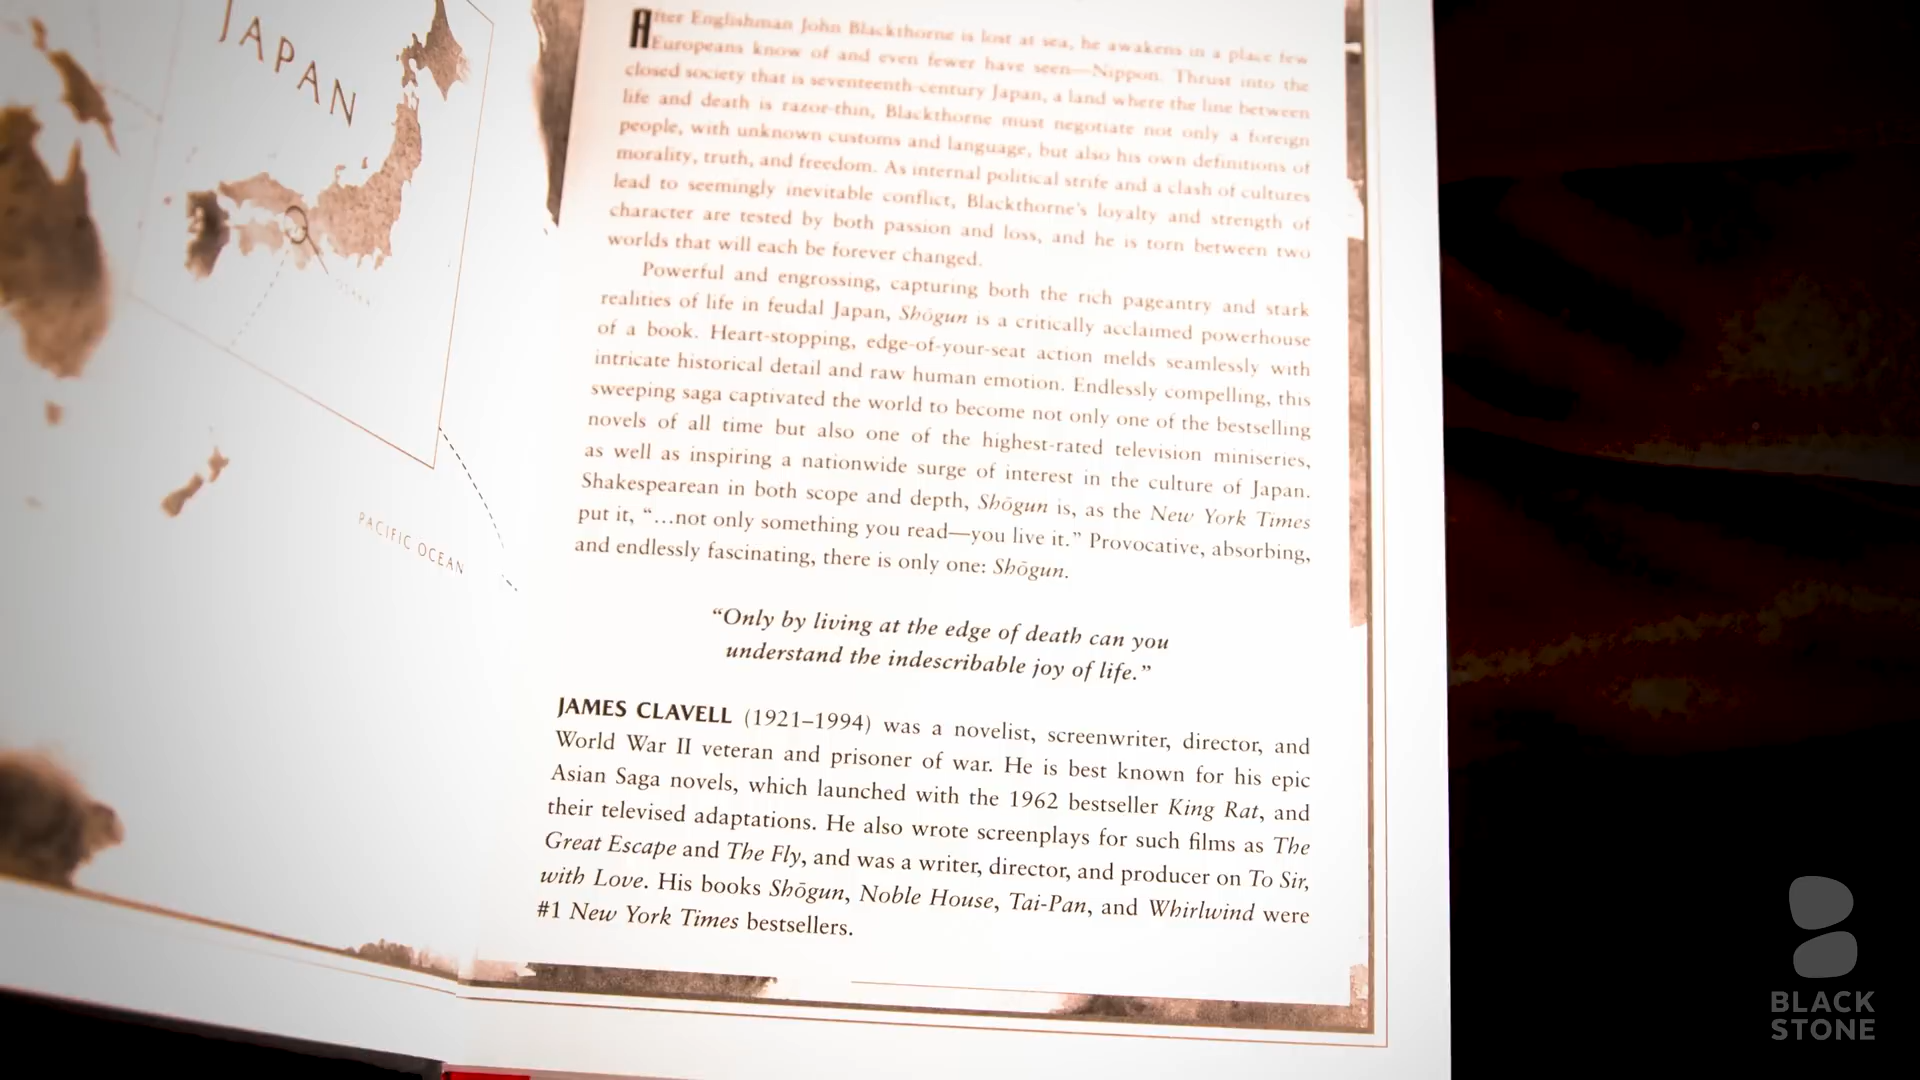 JAPAN
OSAKA
PACIFIC OCEAN
After Englishman John Blackthorne is lost at sea, he awakens in a place few
Europeans know of and even fewer have seen—Nippon. Thrust into the
closed society that is seventeenth-century Japan, a land where the line between
life and death is razor-thin, Blackthorne must negotiate not only a foreign
people, with unknown customs and language, but also his own definitions of
morality, truth, and freedom. As internal political strife and a clash of cultures
lead to seemingly inevitable conflict, Blackthorne's loyalty and strength of
character are tested by both passion and loss, and he is torn between two
worlds that will each be forever changed.
Powerful and engrossing, capturing both the rich pageantry and stark
realities of life in feudal Japan, Shōgun is a critically acclaimed powerhouse
of a book. Heart-stopping, edge-of-your-seat action melds seamlessly with
intricate historical detail and raw human emotion. Endlessly compelling, this
sweeping saga captivated the world to become not only one of the bestselling
novels of all time but also one of the highest-rated television miniseries,
as well as inspiring a nationwide surge of interest in the culture of Japan.
Shakespearean in both scope and depth, Shōgun is, as the New York Times
put it, “…not only something you read—you live it.” Provocative, absorbing,
and endlessly fascinating, there is only one: Shōgun.
“Only by living at the edge of death can you
understand the indescribable joy of life.”
JAMES CLAVELL (1921–1994) was a novelist, screenwriter, director, and
World War II veteran and prisoner of war. He is best known for his epic
Asian Saga novels, which launched with the 1962 bestseller King Rat, and
their televised adaptations. He also wrote screenplays for such films as The
Great Escape and The Fly, and was a writer, director, and producer on To Sir,
with Love. His books Shōgun, Noble House, Tai-Pan, and Whirlwind were
#1 New York Times bestsellers.
BLACK
STONE